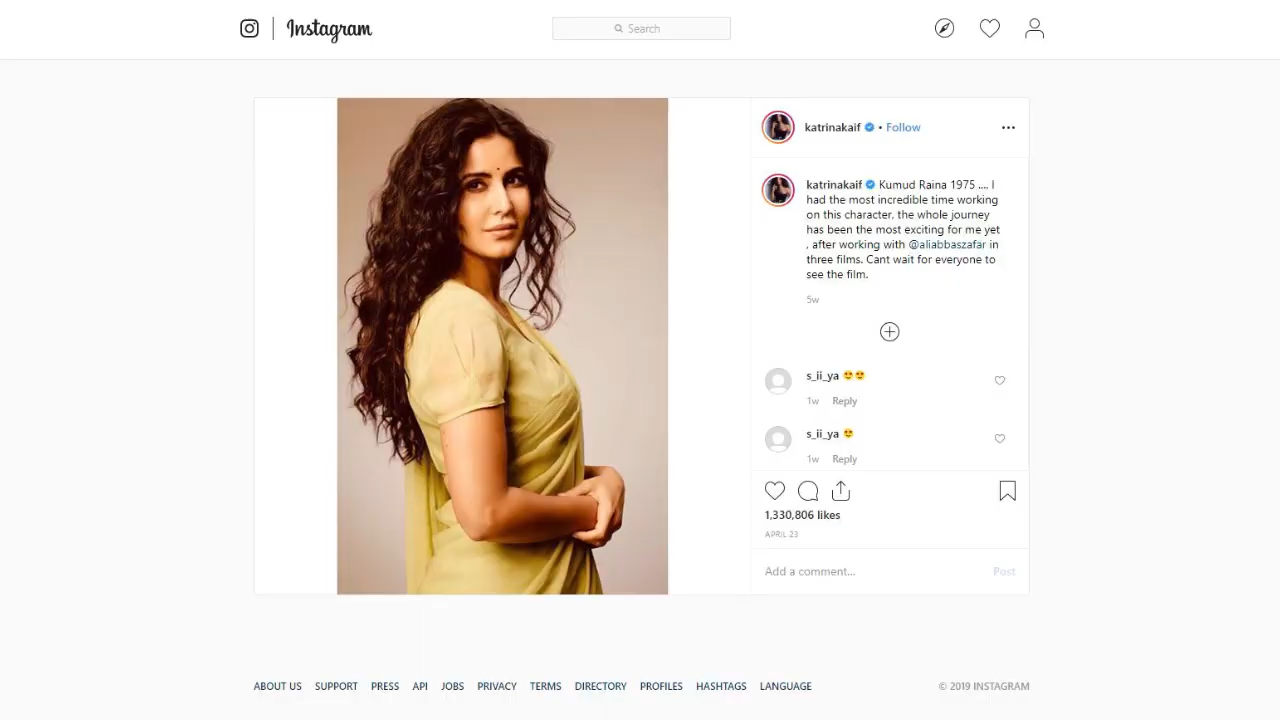 Instagram
Search
katrinakaif • Follow
katrinakaif Kumud Raina 1975 .... I
had the most incredible time working
on this character, the whole journey
has been the most exciting for me yet
, after working with @aliabbaszafar in
three films. Cant wait for everyone to
see the film.
5w
s_ii_ya 😍😍
1w Reply
s_ii_ya 😍
1w Reply
1,330,806 likes
APRIL 23
Add a comment... Post
ABOUT US SUPPORT PRESS API JOBS PRIVACY TERMS DIRECTORY PROFILES HASHTAGS LANGUAGE © 2019 INSTAGRAM